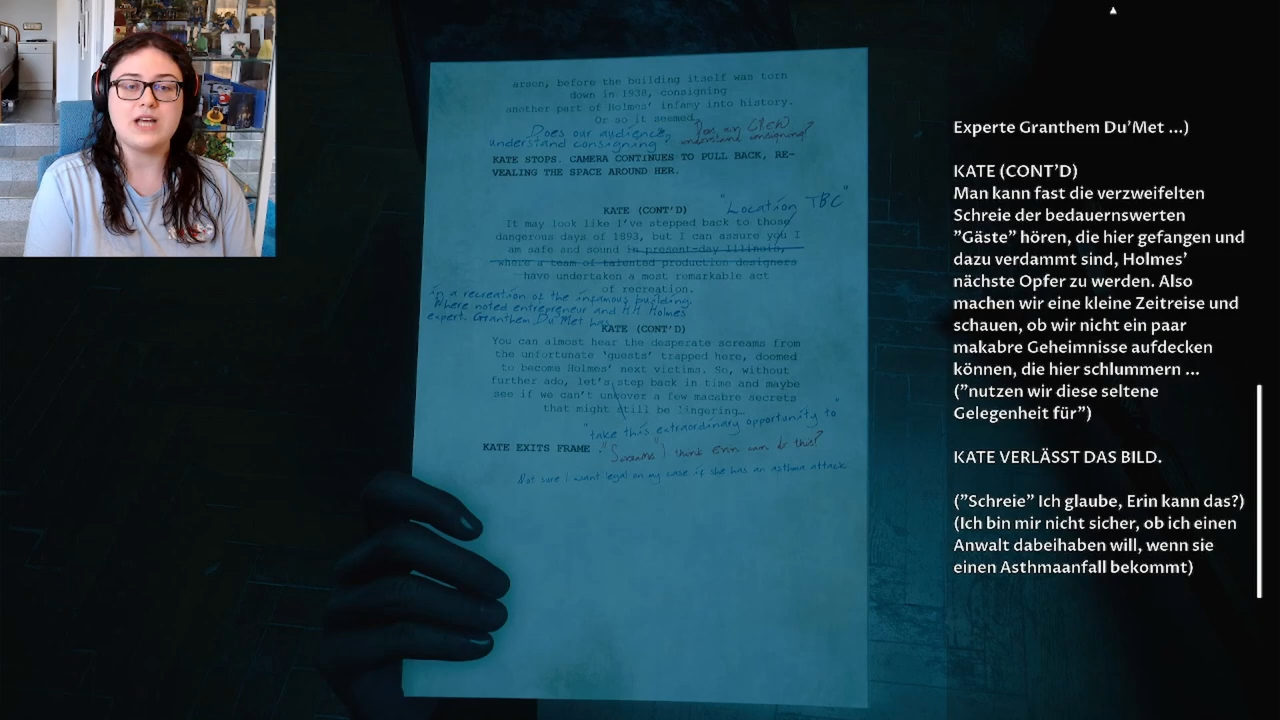 arson, before the building itself was torn
down in 1938, consigning
another part of Holmes' infamy into history.
Or so it seemed.
Does our audience
understand consigning?
Does our CREW
understand consigning?
KATE STOPS. CAMERA CONTINUES TO PULL BACK, RE-
VEALING THE SPACE AROUND HER.
"Location TBC"
KATE (CONT'D)
It may look like I've stepped back to those
dangerous days of 1893, but I can assure you I
am safe and sound in present-day Illinois,
where a team of talented production designers
have undertaken a most remarkable act
of recreation.
in a recreation of the infamous building.
Where noted entrepreneur and HH Holmes
expert. Granthem Du'Met has
KATE (CONT'D)
You can almost hear the desperate screams from
the unfortunate 'guests' trapped here, doomed
to become Holmes' next victims. So, without
further ado, let's step back in time and maybe
see if we can't uncover a few macabre secrets
that might still be lingering…
"take this extraordinary opportunity to"
KATE EXITS FRAME.
"Screams" I think Erin can do this?
Not sure I want legal on my case if she has an asthma attack
Experte Granthem Du'Met ...)
KATE (CONT'D)
Man kann fast die verzweifelten
Schreie der bedauernswerten
"Gäste" hören, die hier gefangen und
dazu verdammt sind, Holmes'
nächste Opfer zu werden. Also
machen wir eine kleine Zeitreise und
schauen, ob wir nicht ein paar
makabre Geheimnisse aufdecken
können, die hier schlummern ...
("nutzen wir diese seltene
Gelegenheit für")
KATE VERLÄSST DAS BILD.
("Schreie" Ich glaube, Erin kann das?)
(Ich bin mir nicht sicher, ob ich einen
Anwalt dabeihaben will, wenn sie
einen Asthmaanfall bekommt)